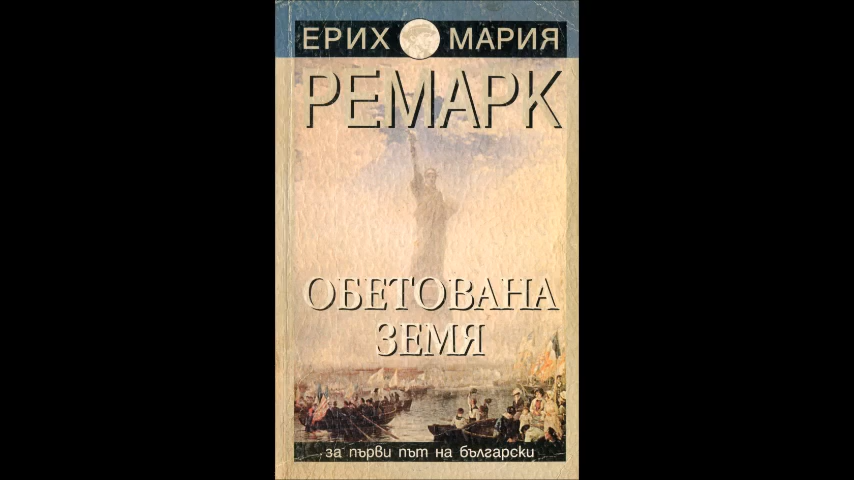 ЕРИХ МАРИЯ
РЕМАРК
ОБЕТОВАНА
ЗЕМЯ
за първи път на български